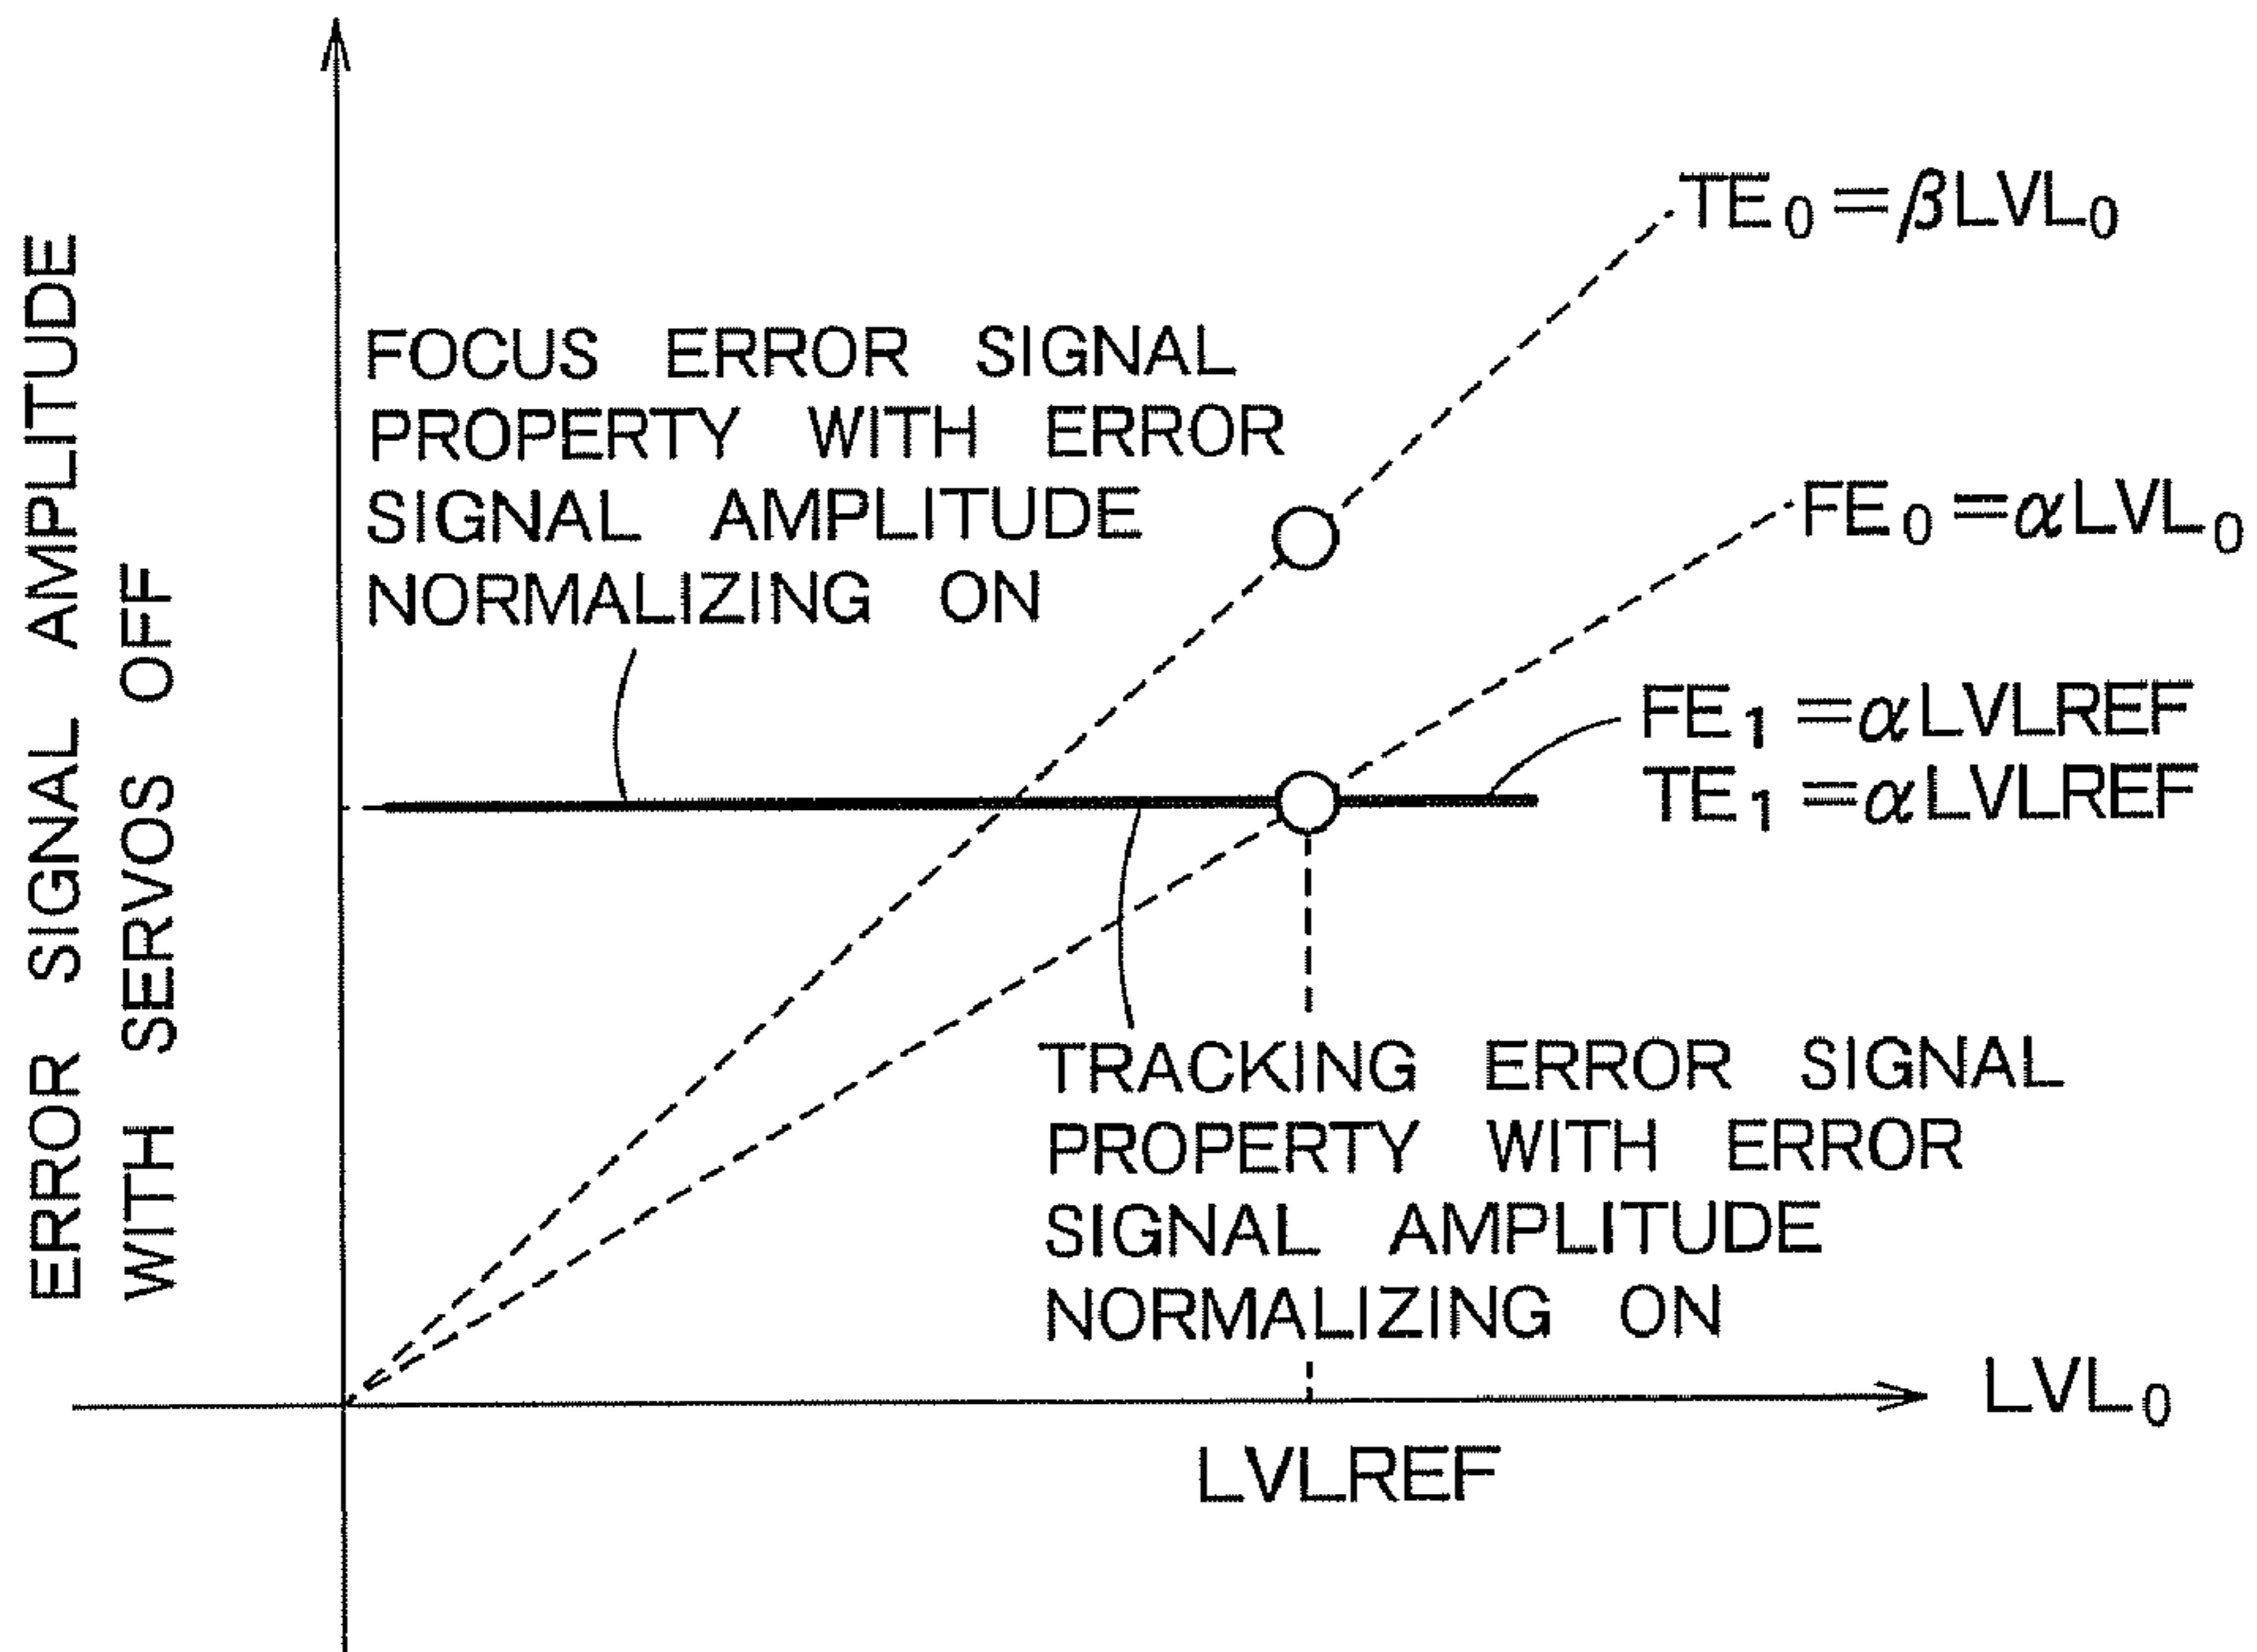 ERROR SIGNAL AMPLITUDE
WITH SERVOS OFF
TE₀=βLVL₀
FOCUS ERROR SIGNAL
PROPERTY WITH ERROR
SIGNAL AMPLITUDE
NORMALIZING ON
FE₀=αLVL₀
FE₁=αLVLREF
TE₁=αLVLREF
TRACKING ERROR SIGNAL
PROPERTY WITH ERROR
SIGNAL AMPLITUDE
NORMALIZING ON
LVL₀
LVLREF